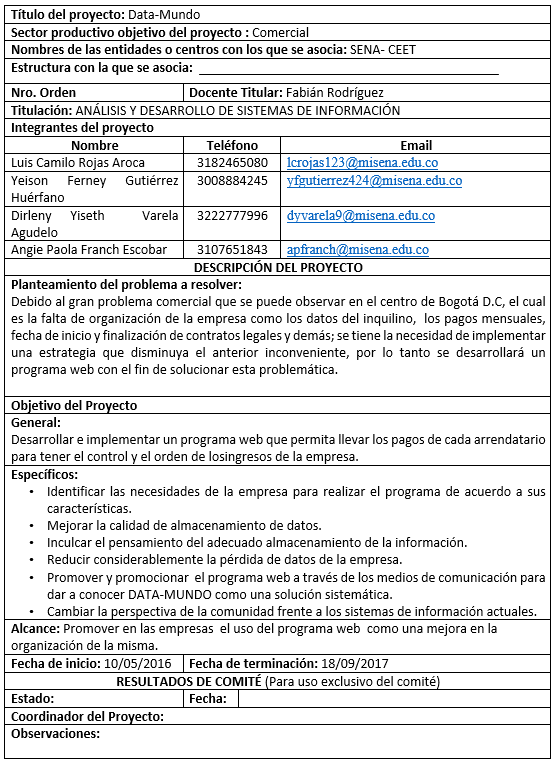 Título del proyecto: Data-Mundo
Sector productivo objetivo del proyecto : Comercial
Nombres de las entidades o centros con los que se asocia: SENA- CEET
Estructura con la que se asocia: ___________________________________________
Nro. Orden Docente Titular: Fabián Rodríguez
Titulación: ANÁLISIS Y DESARROLLO DE SISTEMAS DE INFORMACIÓN
Integrantes del proyecto
Nombre Teléfono Email
Luis Camilo Rojas Aroca 3182465080 lcrojas123@misena.edu.co
Yeison Ferney Gutiérrez 3008884245 yfgutierrez424@misena.edu.co
Huérfano
Dirleny Yiseth Varela 3222777996 dyvarela9@misena.edu.co
Agudelo
Angie Paola Franch Escobar 3107651843 apfranch@misena.edu.co
DESCRIPCIÓN DEL PROYECTO
Planteamiento del problema a resolver:
Debido al gran problema comercial que se puede observar en el centro de Bogotá D.C, el cual
es la falta de organización de la empresa como los datos del inquilino, los pagos mensuales,
fecha de inicio y finalización de contratos legales y demás; se tiene la necesidad de implementar
una estrategia que disminuya el anterior inconveniente, por lo tanto se desarrollará un
programa web con el fin de solucionar esta problemática.
Objetivo del Proyecto
General:
Desarrollar e implementar un programa web que permita llevar los pagos de cada arrendatario
para tener el control y el orden de losingresos de la empresa.
Específicos:
• Identificar las necesidades de la empresa para realizar el programa de acuerdo a sus
características.
• Mejorar la calidad de almacenamiento de datos.
• Inculcar el pensamiento del adecuado almacenamiento de la información.
• Reducir considerablemente la pérdida de datos de la empresa.
• Promover y promocionar el programa web a través de los medios de comunicación para
dar a conocer DATA-MUNDO como una solución sistemática.
• Cambiar la perspectiva de la comunidad frente a los sistemas de información actuales.
Alcance: Promover en las empresas el uso del programa web como una mejora en la
organización de la misma.
Fecha de inicio: 10/05/2016 Fecha de terminación: 18/09/2017
RESULTADOS DE COMITÉ (Para uso exclusivo del comité)
Estado: Fecha:
Coordinador del Proyecto:
Observaciones: